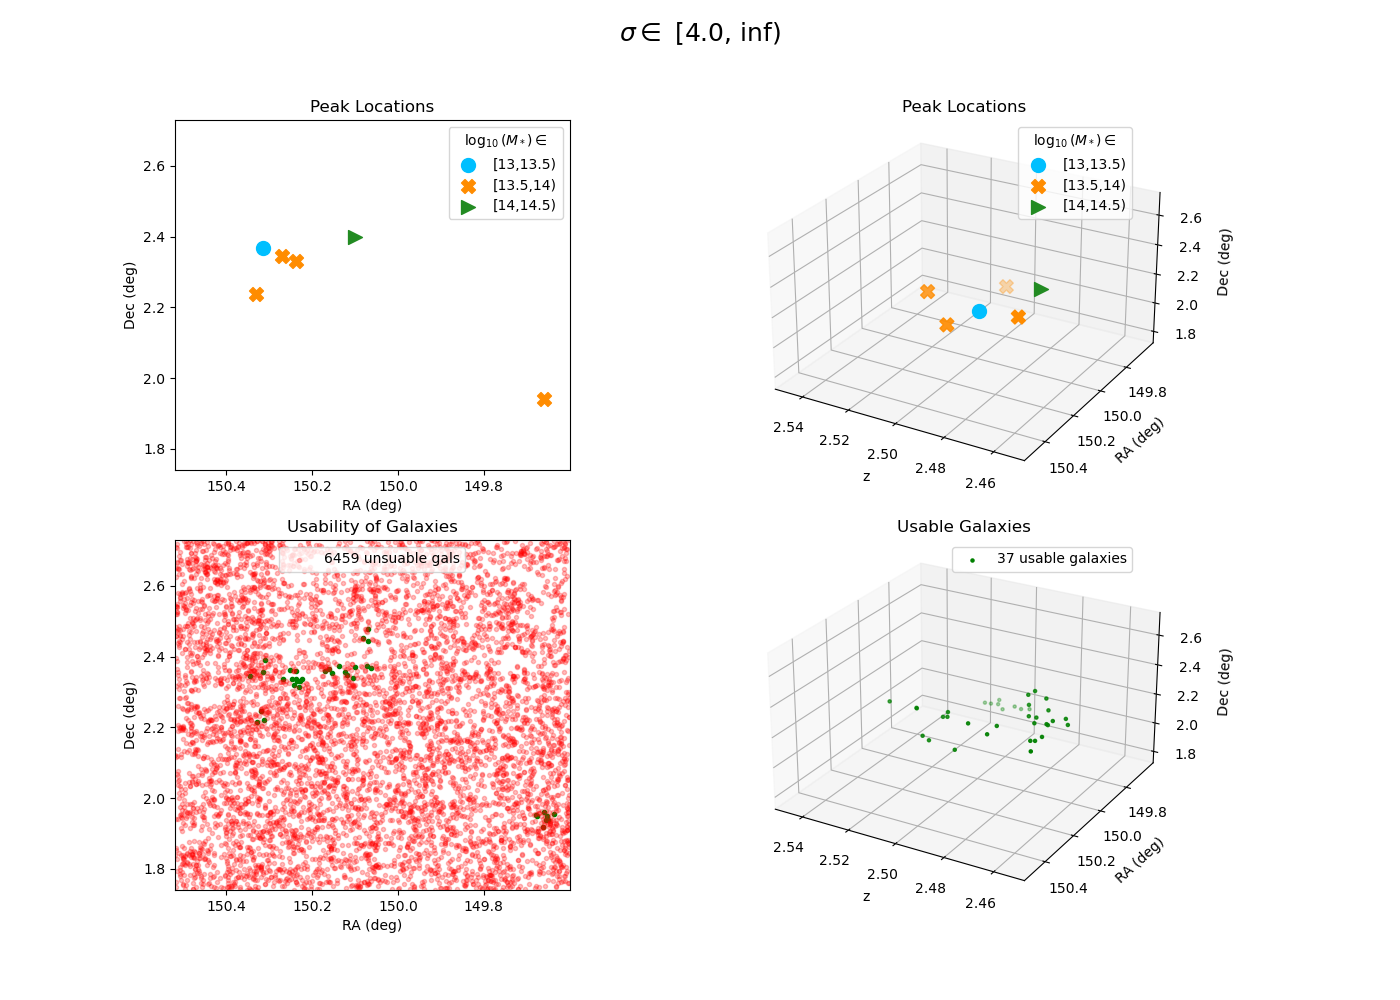 σ ∈ [4.0, inf)
Peak Locations
log₁₀(M*) ∈
[13,13.5)
[13.5,14)
[14,14.5)
2.6
2.4
2.2
2.0
1.8
Dec (deg)
150.4 150.2 150.0 149.8
RA (deg)
Peak Locations
log₁₀(M*) ∈
[13,13.5)
[13.5,14)
[14,14.5)
2.6
2.4
2.2
2.0
1.8
Dec (deg)
149.8
150.0
150.2
150.4
RA (deg)
2.54
2.52
2.50
2.48
2.46
z
Usability of Galaxies
6459 unsuable gals
2.6
2.4
2.2
2.0
1.8
Dec (deg)
150.4 150.2 150.0 149.8
RA (deg)
Usable Galaxies
37 usable galaxies
2.6
2.4
2.2
2.0
1.8
Dec (deg)
149.8
150.0
150.2
150.4
RA (deg)
2.54
2.52
2.50
2.48
2.46
z